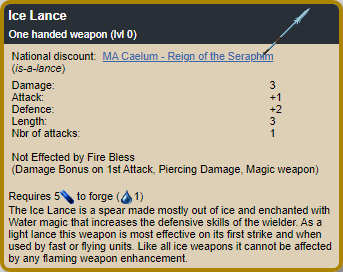 Ice Lance
One handed weapon (lvl 0)
National discount: MA Caelum - Reign of the Seraphim
(is-a-lance)
Damage: 3
Attack: +1
Defence: +2
Length: 3
Nbr of attacks: 1
Not Effected by Fire Bless
(Damage Bonus on 1st Attack, Piercing Damage, Magic weapon)
Requires 5 to forge (1)
The Ice Lance is a spear made mostly out of ice and enchanted with
Water magic that increases the defensive skills of the wielder. As a
light lance this weapon is most effective on its first strike and when
used by fast or flying units. Like all ice weapons it cannot be affected
by any flaming weapon enhancement.